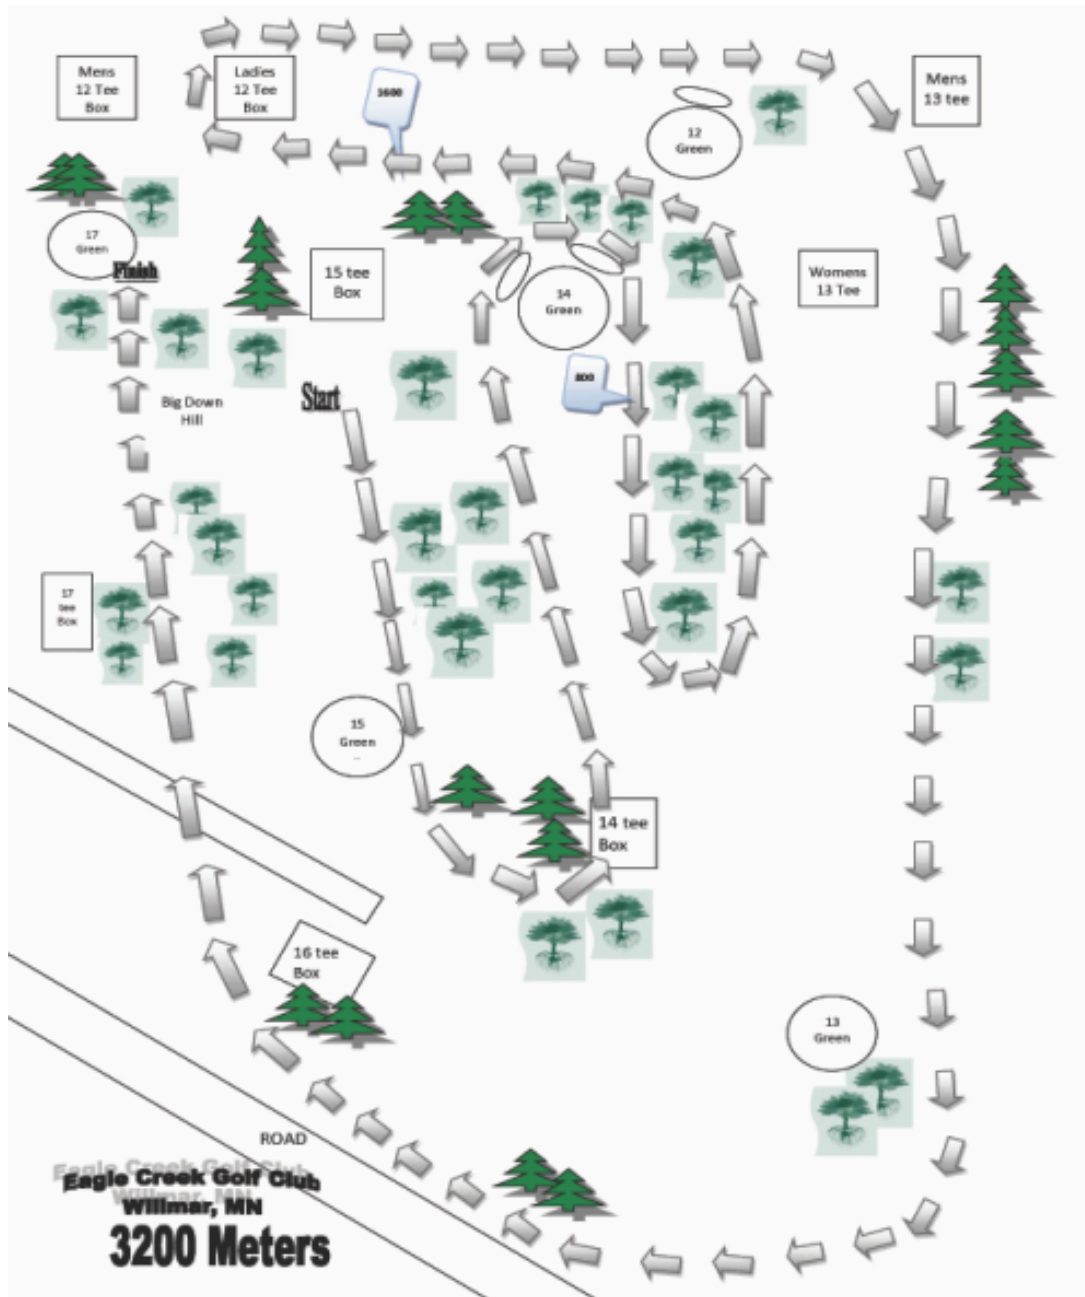 Mens
12 Tee
Box
Ladies
12 Tee
Box
1600
Mens
13 tee
12
Green
17
Green
Finish
15 tee
Box
14
Green
Womens
13 Tee
800
Big Down
Hill
Start
17
tee
Box
15
Green
14 tee
Box
16 tee
Box
13
Green
ROAD
Eagle Creek Golf Club
Willmar, MN
3200 Meters